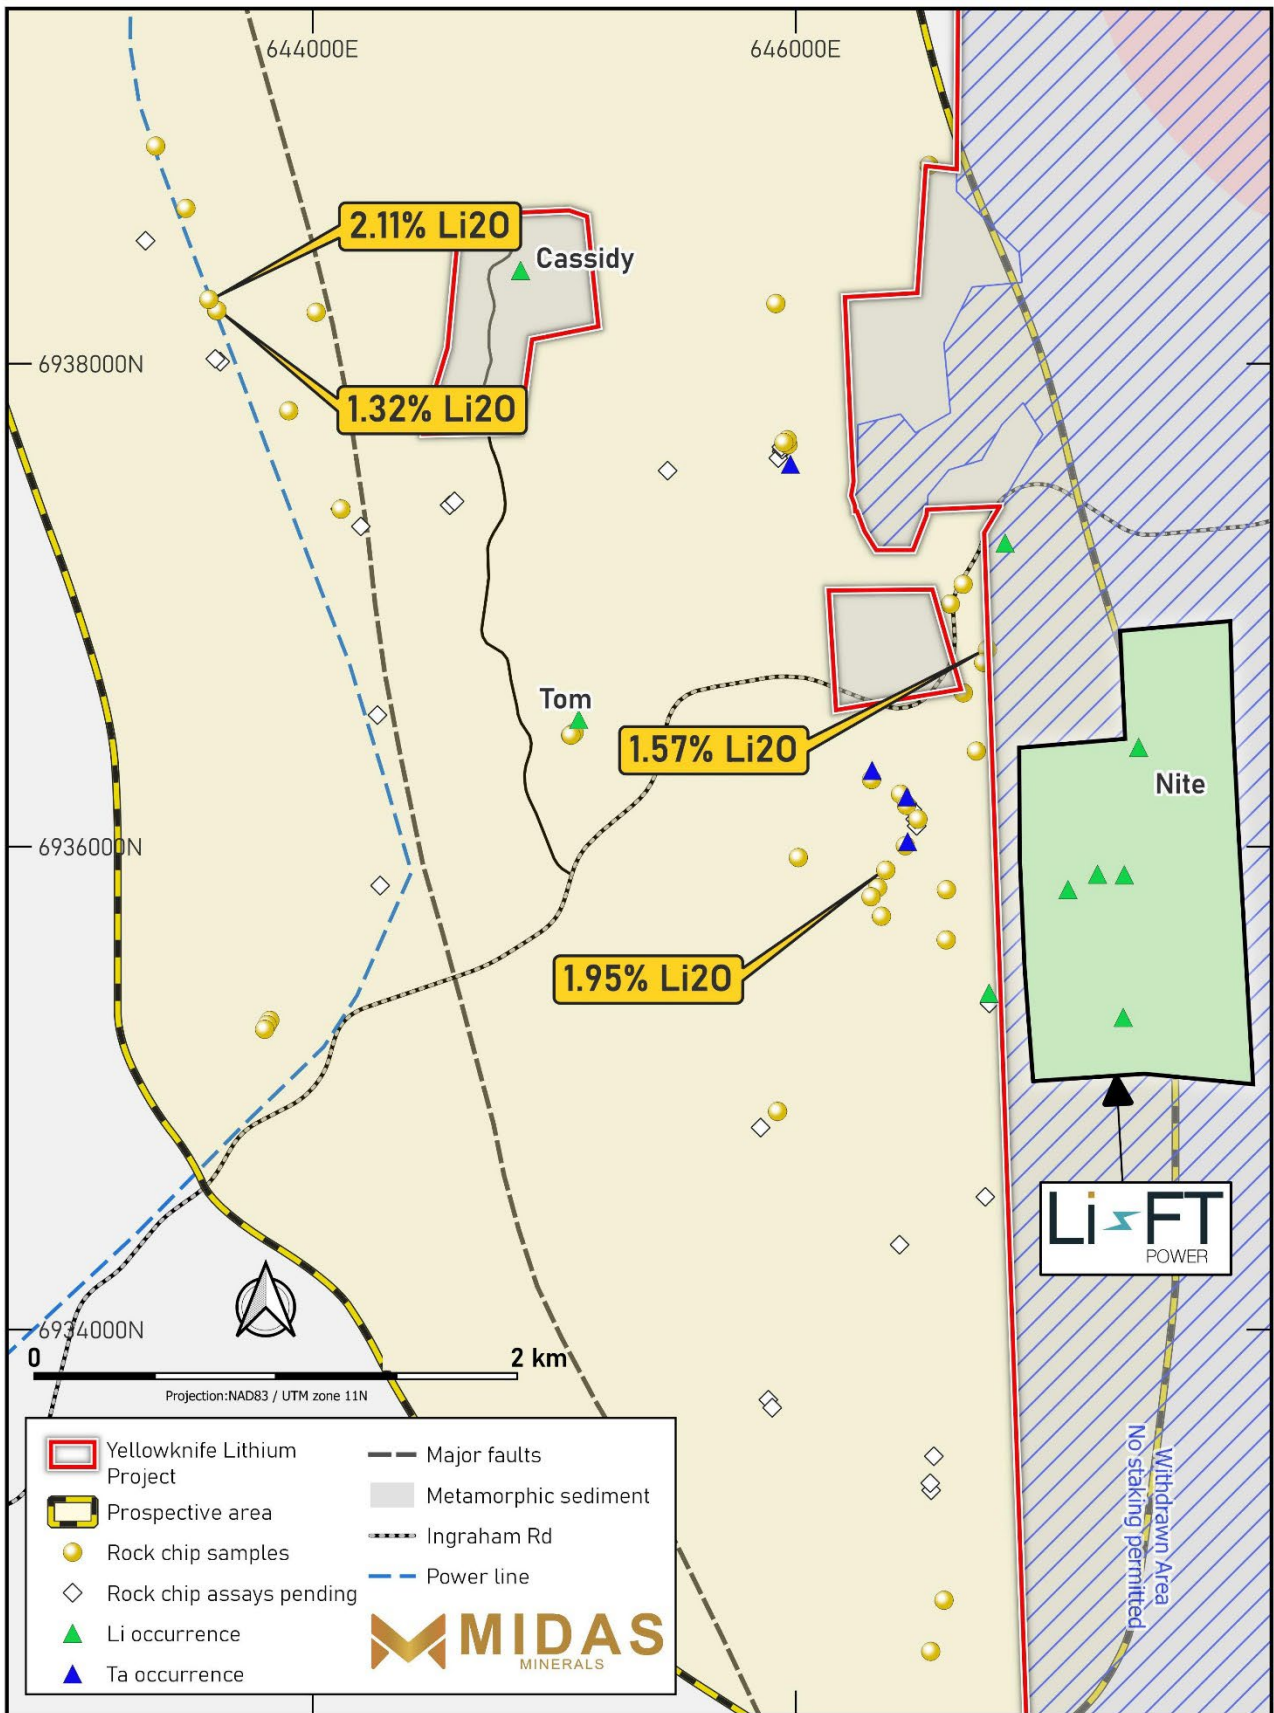 644000E
646000E
2.11% Li2O
Cassidy
6938000N
1.32% Li2O
Tom
1.57% Li2O
Nite
6936000N
1.95% Li2O
Li FT
POWER
6934000N
0
2 km
Projection:NAD83 / UTM zone 11N
Withdrawn Area
No staking permitted
Yellowknife Lithium
Project
Prospective area
Rock chip samples
Rock chip assays pending
Li occurrence
Ta occurrence
Major faults
Metamorphic sediment
Ingraham Rd
Power line
MIDAS
MINERALS